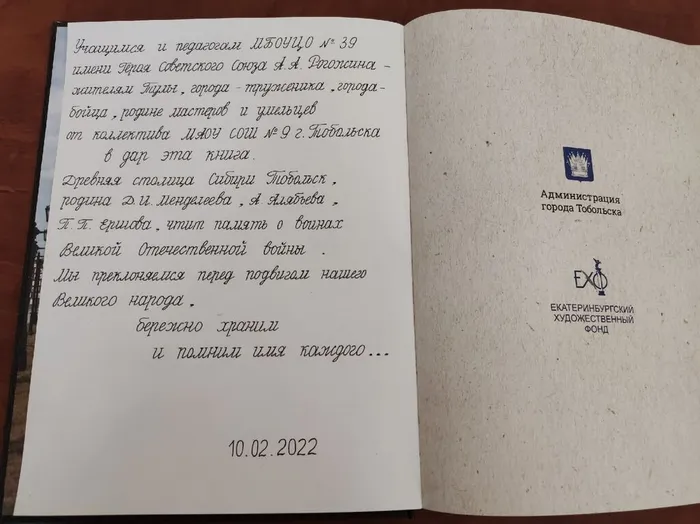 Учащимся и педагогам МБОУЦО № 39
имени Героя Советского Союза А.А. Рогожина -
жителям Тулы, города-труженика, города-
бойца, родине мастеров и умельцев
от коллектива МАОУ СОШ №9 г. Тобольска
в дар эта книга.
Древняя столица Сибири Тобольск,
родина Д.И. Менделеева, А. Алябьева,
П.П. Ершова, чтит память о воинах
Великой Отечественной войны.
Мы преклоняемся перед подвигом нашего
Великого народа,
бережно храним
и помним имя каждого...
10.02.2022
Администрация
города Тобольска
ЕХФ
ЕКАТЕРИНБУРГСКИЙ
ХУДОЖЕСТВЕННЫЙ
ФОНД